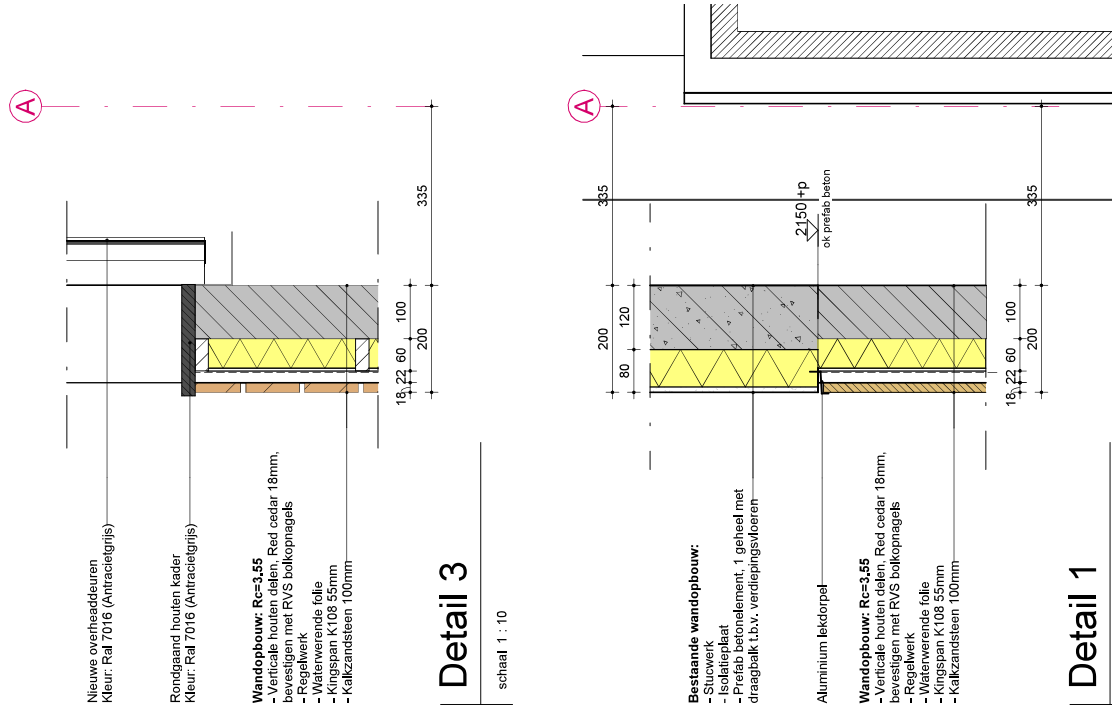 A
335
100
200
60
22
18
Nieuwe overheaddeuren
Kleur: Ral 7016 (Antracietgrijs)
Rondgaand houten kader
Kleur: Ral 7016 (Antracietgrijs)
Wandopbouw: Rc=3.55
- Verticale houten delen, Red cedar 18mm,
bevestigen met RVS bolkopnagels
- Regelwerk
- Waterwerende folie
- Kingspan K108 55mm
- Kalkzandsteen 100mm
Detail 3
schaal 1 : 10
A
335
200
120
80
2150+p
ok prefab beton
335
100
200
60
22
18
Bestaande wandopbouw:
- Stucwerk
- Isolatieplaat
- Prefab betonelement, 1 geheel met
draagbalk t.b.v. verdiepingsvloeren
Aluminium lekdorpel
Wandopbouw: Rc=3.55
- Verticale houten delen, Red cedar 18mm,
bevestigen met RVS bolkopnagels
- Regelwerk
- Waterwerende folie
- Kingspan K108 55mm
- Kalkzandsteen 100mm
Detail 1